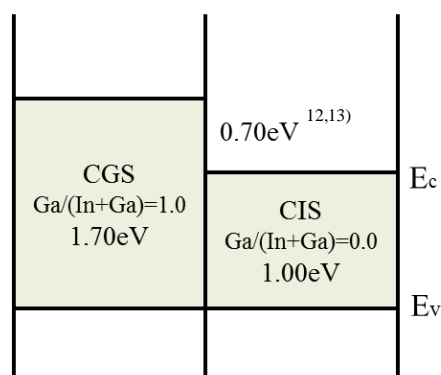 0.70eV 12,13)
CGS
Ga/(In+Ga)=1.0
1.70eV
Ec
CIS
Ga/(In+Ga)=0.0
1.00eV
Ev